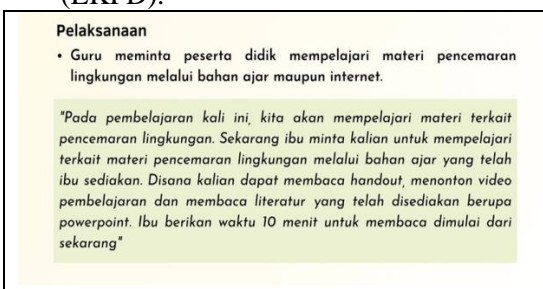 (LKPD).
Pelaksanaan
• Guru meminta peserta didik mempelajari materi pencemaran
lingkungan melalui bahan ajar maupun internet.
"Pada pembelajaran kali ini, kita akan mempelajari materi terkait
pencemaran lingkungan. Sekarang ibu minta kalian untuk mempelajari
terkait materi pencemaran lingkungan melalui bahan ajar yang telah
ibu sediakan. Disana kalian dapat membaca handout, menonton video
pembelajaran dan membaca literatur yang telah disediakan berupa
powerpoint. Ibu berikan waktu 10 menit untuk membaca dimulai dari
sekarang"